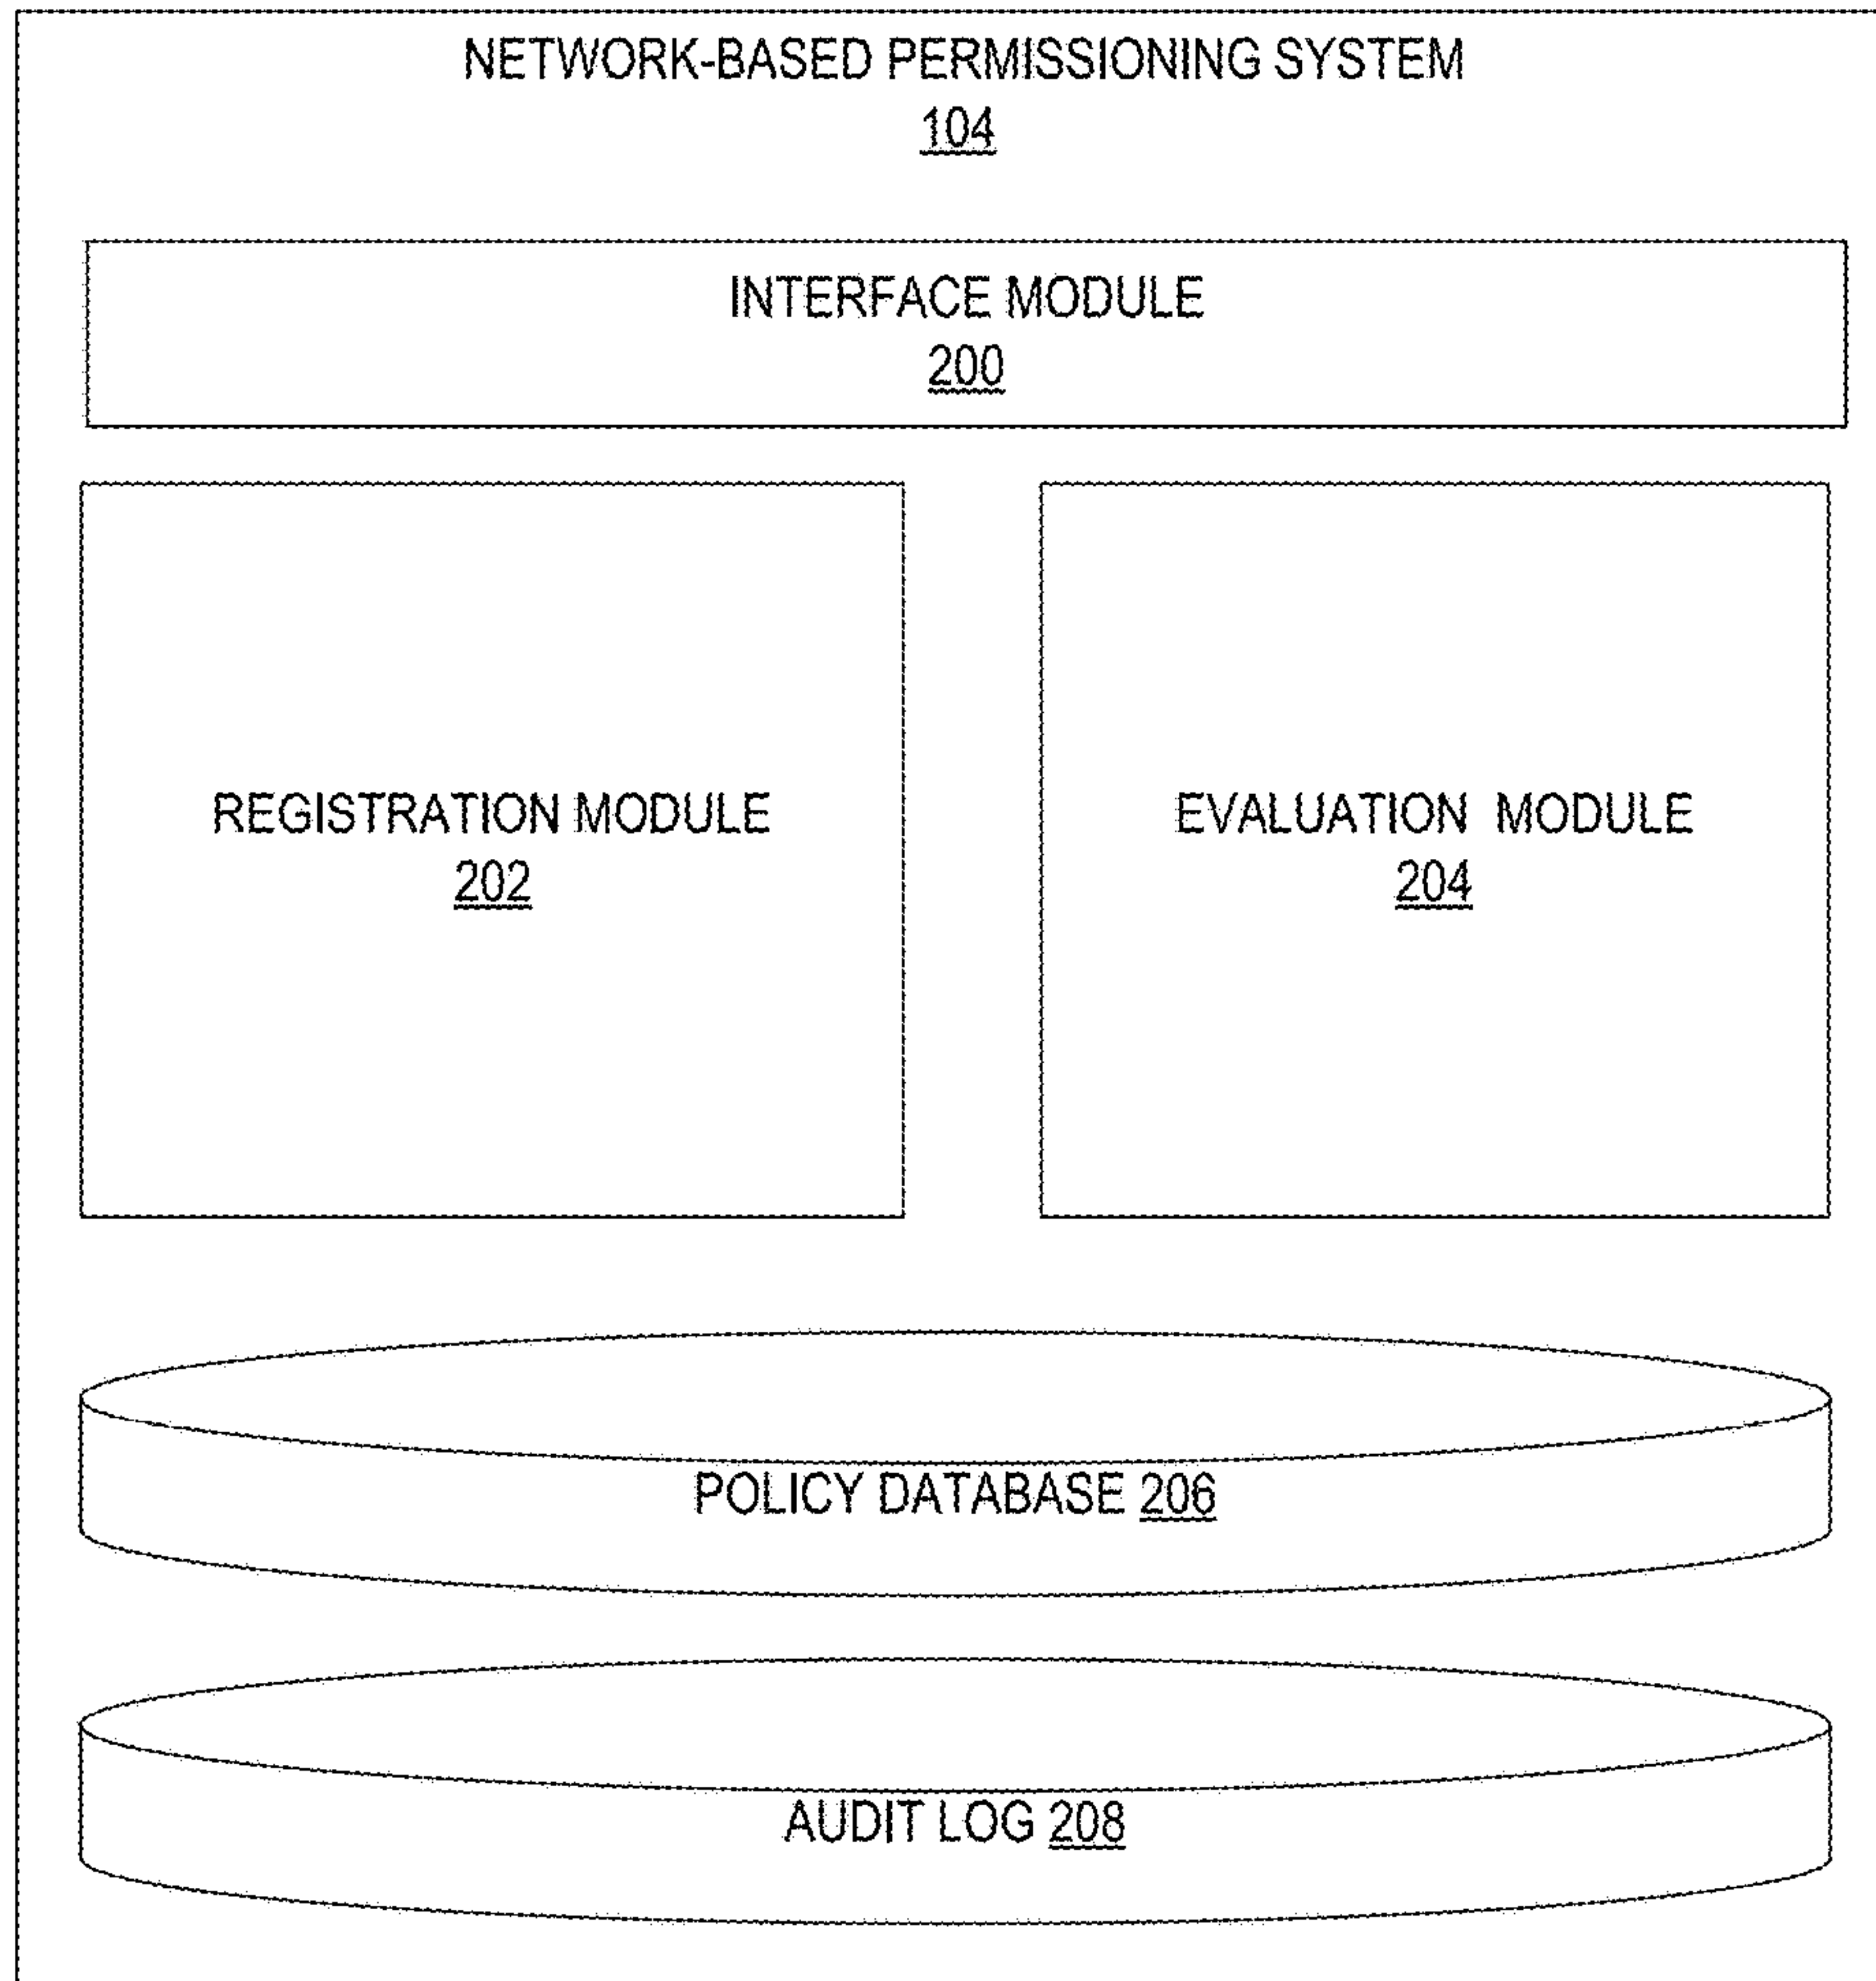 NETWORK-BASED PERMISSIONING SYSTEM
104
INTERFACE MODULE
200
REGISTRATION MODULE
202
EVALUATION MODULE
204
POLICY DATABASE 206
AUDIT LOG 208